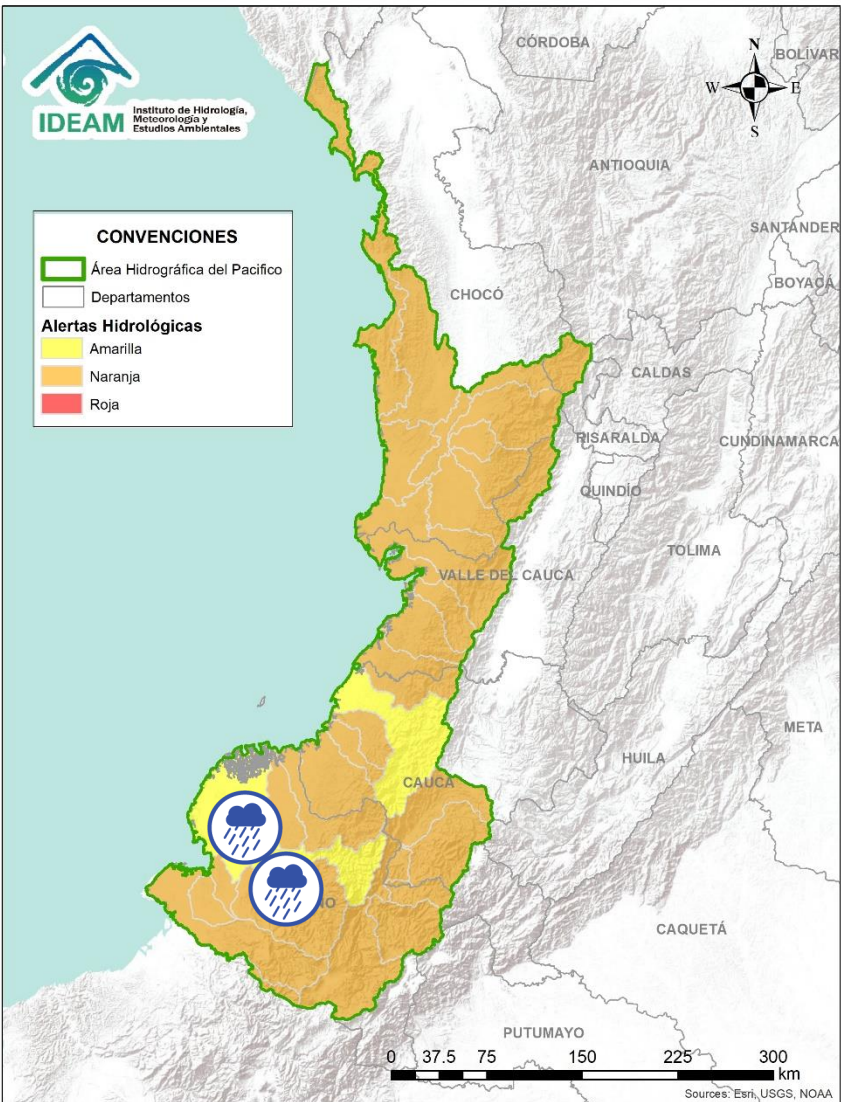 IDEAM
Instituto de Hidrología,
Meteorología y
Estudios Ambientales
N
W
E
S
CÓRDOBA
BOLÍVAR
ANTIOQUIA
SANTANDER
BOYACÁ
CHOCÓ
CALDAS
RISARALDA
CUNDINAMARCA
QUINDÍO
TOLIMA
VALLE DEL CAUCA
META
HUILA
CAUCA
CAQUETÁ
PUTUMAYO
CONVENCIONES
Área Hidrográfica del Pacifico
Departamentos
Alertas Hidrológicas
Amarilla
Naranja
Roja
0 37.5 75 150 225 300
km
Sources: Esri, USGS, NOAA